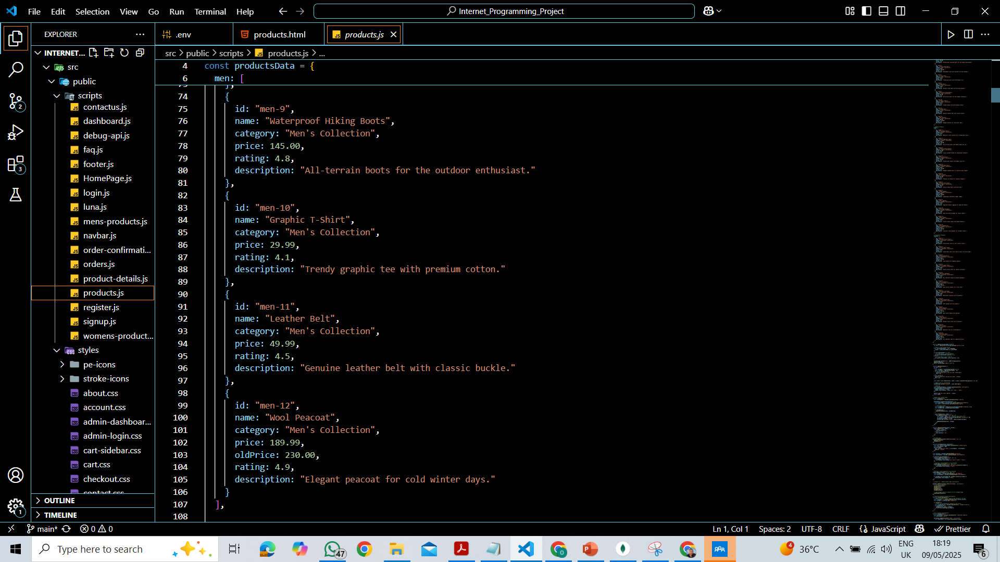 File Edit Selection View Go Run Terminal Help
Internet_Programming_Project
EXPLORER
.env
products.html
products.js
INTERNET...
src > public > scripts > products.js > ...
src
public
scripts
contactus.js
dashboard.js
debug-api.js
faq.js
footer.js
HomePage.js
login.js
luna.js
mens-products.js
navbar.js
order-confirmati...
orders.js
product-details.js
products.js
register.js
signup.js
womens-product...
styles
pe-icons
stroke-icons
about.css
account.css
admin-dashboar...
admin-login.css
cart-sidebar.css
cart.css
checkout.css
contact.css
OUTLINE
TIMELINE
2
3
1
4 const productsData = {
6 men: [
73 },
74 {
75 id: "men-9",
76 name: "Waterproof Hiking Boots",
77 category: "Men's Collection",
78 price: 145.00,
79 rating: 4.8,
80 description: "All-terrain boots for the outdoor enthusiast."
81 },
82 {
83 id: "men-10",
84 name: "Graphic T-Shirt",
85 category: "Men's Collection",
86 price: 29.99,
87 rating: 4.1,
88 description: "Trendy graphic tee with premium cotton."
89 },
90 {
91 id: "men-11",
92 name: "Leather Belt",
93 category: "Men's Collection",
94 price: 49.99,
95 rating: 4.5,
96 description: "Genuine leather belt with classic buckle."
97 },
98 {
99 id: "men-12",
100 name: "Wool Peacoat",
101 category: "Men's Collection",
102 price: 189.99,
103 oldPrice: 230.00,
104 rating: 4.9,
105 description: "Elegant peacoat for cold winter days."
106 }
107 ],
108
main* 0 0
Ln 1, Col 1 Spaces: 2 UTF-8 CRLF JavaScript Prettier
Type here to search
47
4 36°C
ENG
UK
18:19
09/05/2025
6